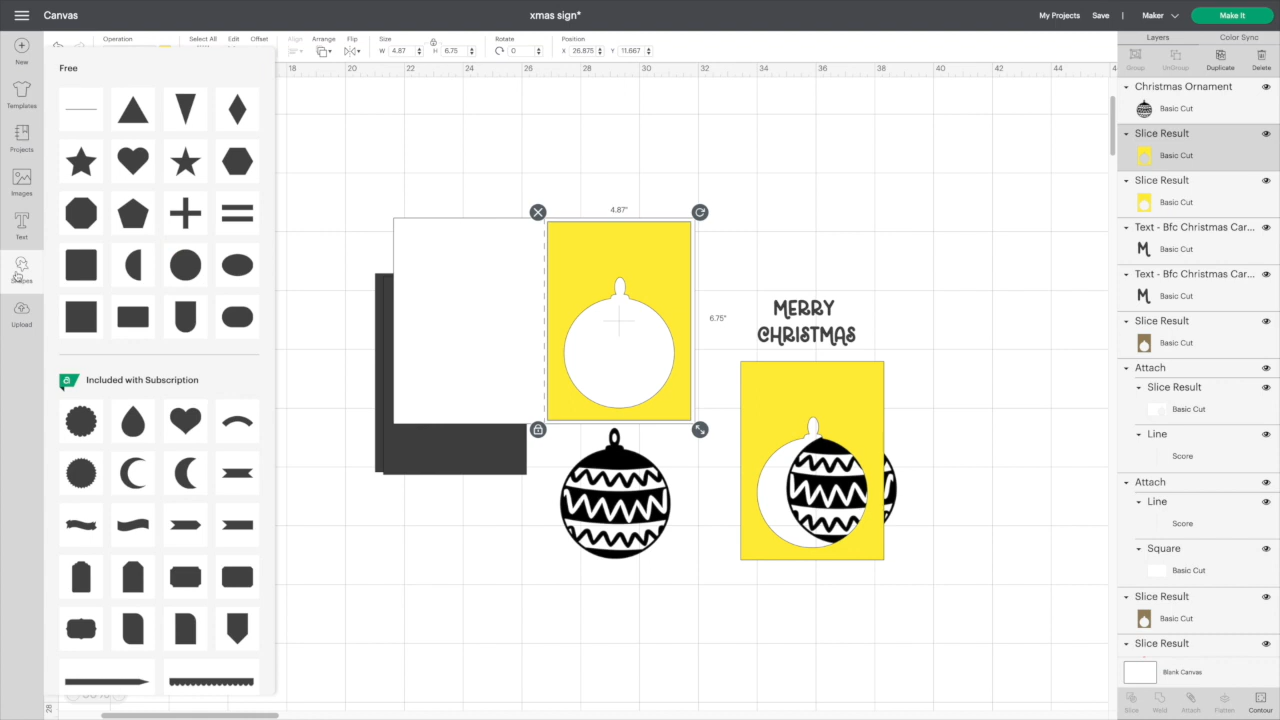 Canvas
xmas sign*
My Projects Save | Maker Make It
Operation Select All Edit Offset Align Arrange Flip Size Rotate Position
W 4.87 H 6.75 0 X 26.875 Y 11.667
Layers Color Sync
Group UnGroup Duplicate Delete
New
Templates
Projects
Images
Text
Shapes
Upload
Free
Included with Subscription
18 20 22 24 26 28 30 32 34 36 38 40 42 4
4.87"
6.75"
MERRY
CHRISTMAS
28
Christmas Ornament
Basic Cut
Slice Result
Basic Cut
Slice Result
Basic Cut
Text - Bfc Christmas Car...
M Basic Cut
Text - Bfc Christmas Car...
M Basic Cut
Slice Result
Basic Cut
Attach
Slice Result
Basic Cut
Line
Score
Attach
Line
Score
Square
Basic Cut
Slice Result
Basic Cut
Slice Result
Blank Canvas
Slice Weld Attach Flatten Contour